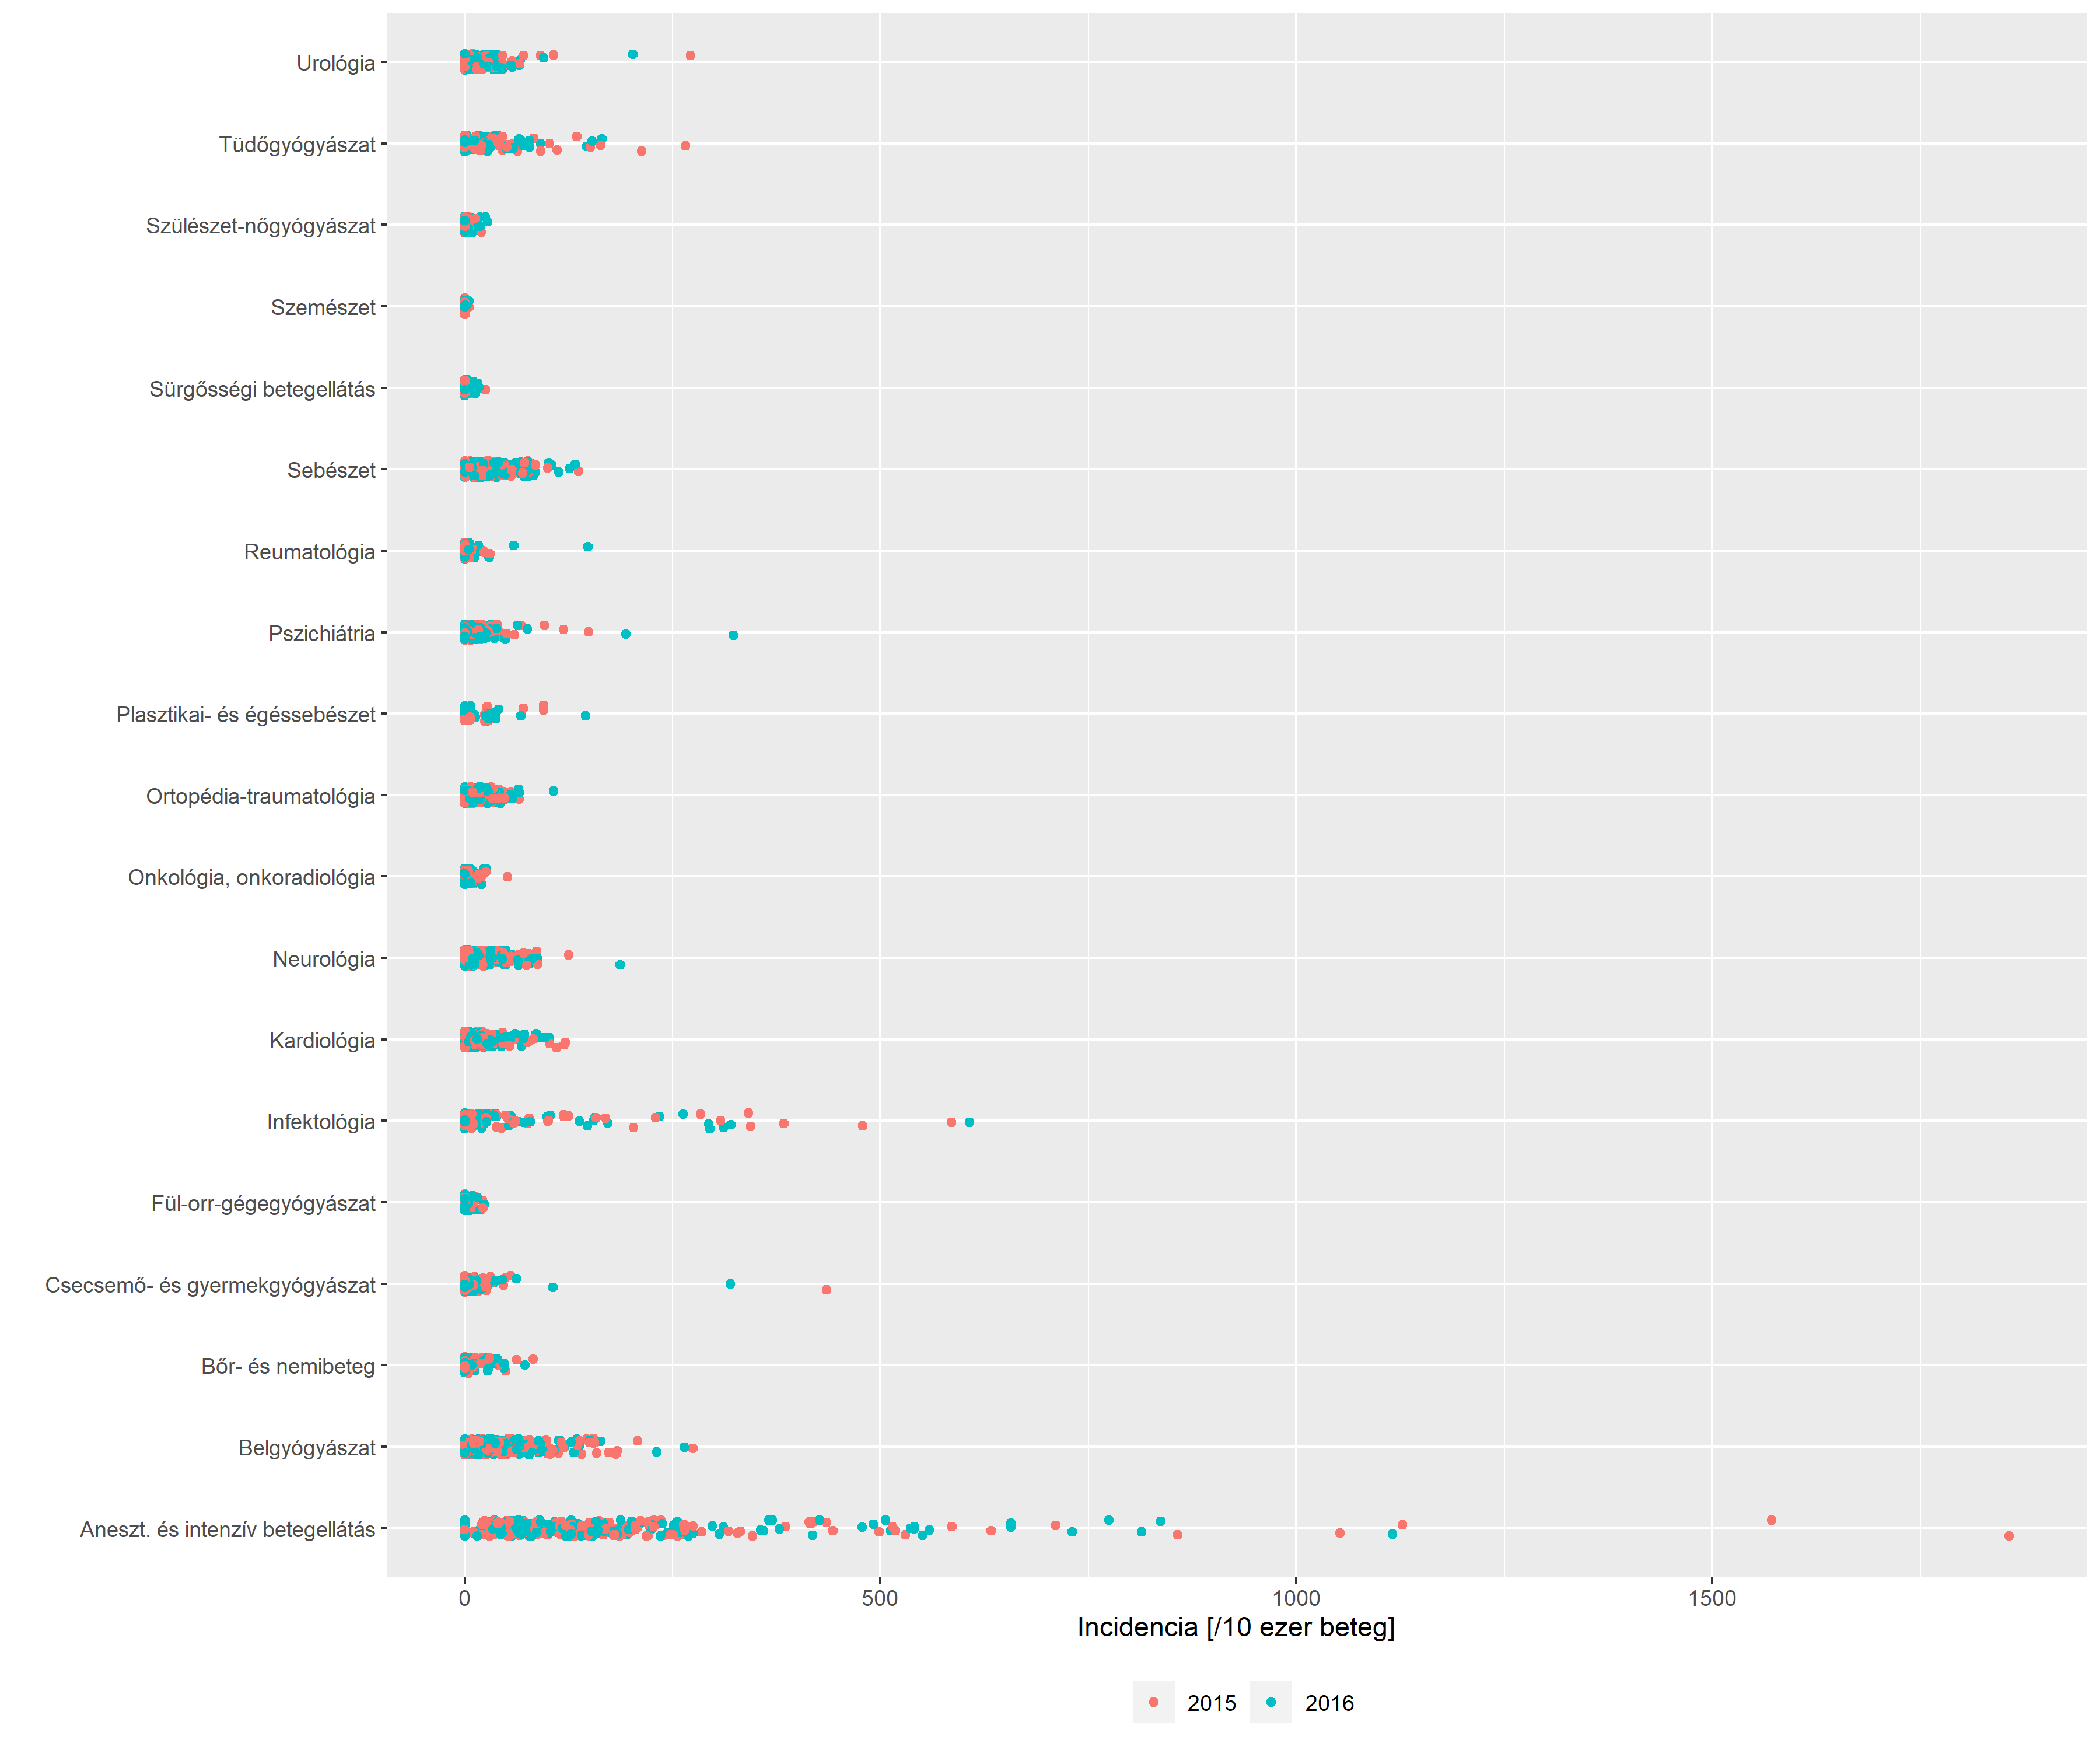 Urológia
Tüdőgyógyászat
Szülészet-nőgyógyászat
Szemészet
Sürgősségi betegellátás
Sebészet
Reumatológia
Pszichiátria
Plasztikai- és égéssebészet
Ortopédia-traumatológia
Onkológia, onkoradiológia
Neurológia
Kardiológia
Infektológia
Fül-orr-gégegyógyászat
Csecsemő- és gyermekgyógyászat
Bőr- és nemibeteg
Belgyógyászat
Aneszt. és intenzív betegellátás
0 500 1000 1500
Incidencia [/10 ezer beteg]
2015 2016